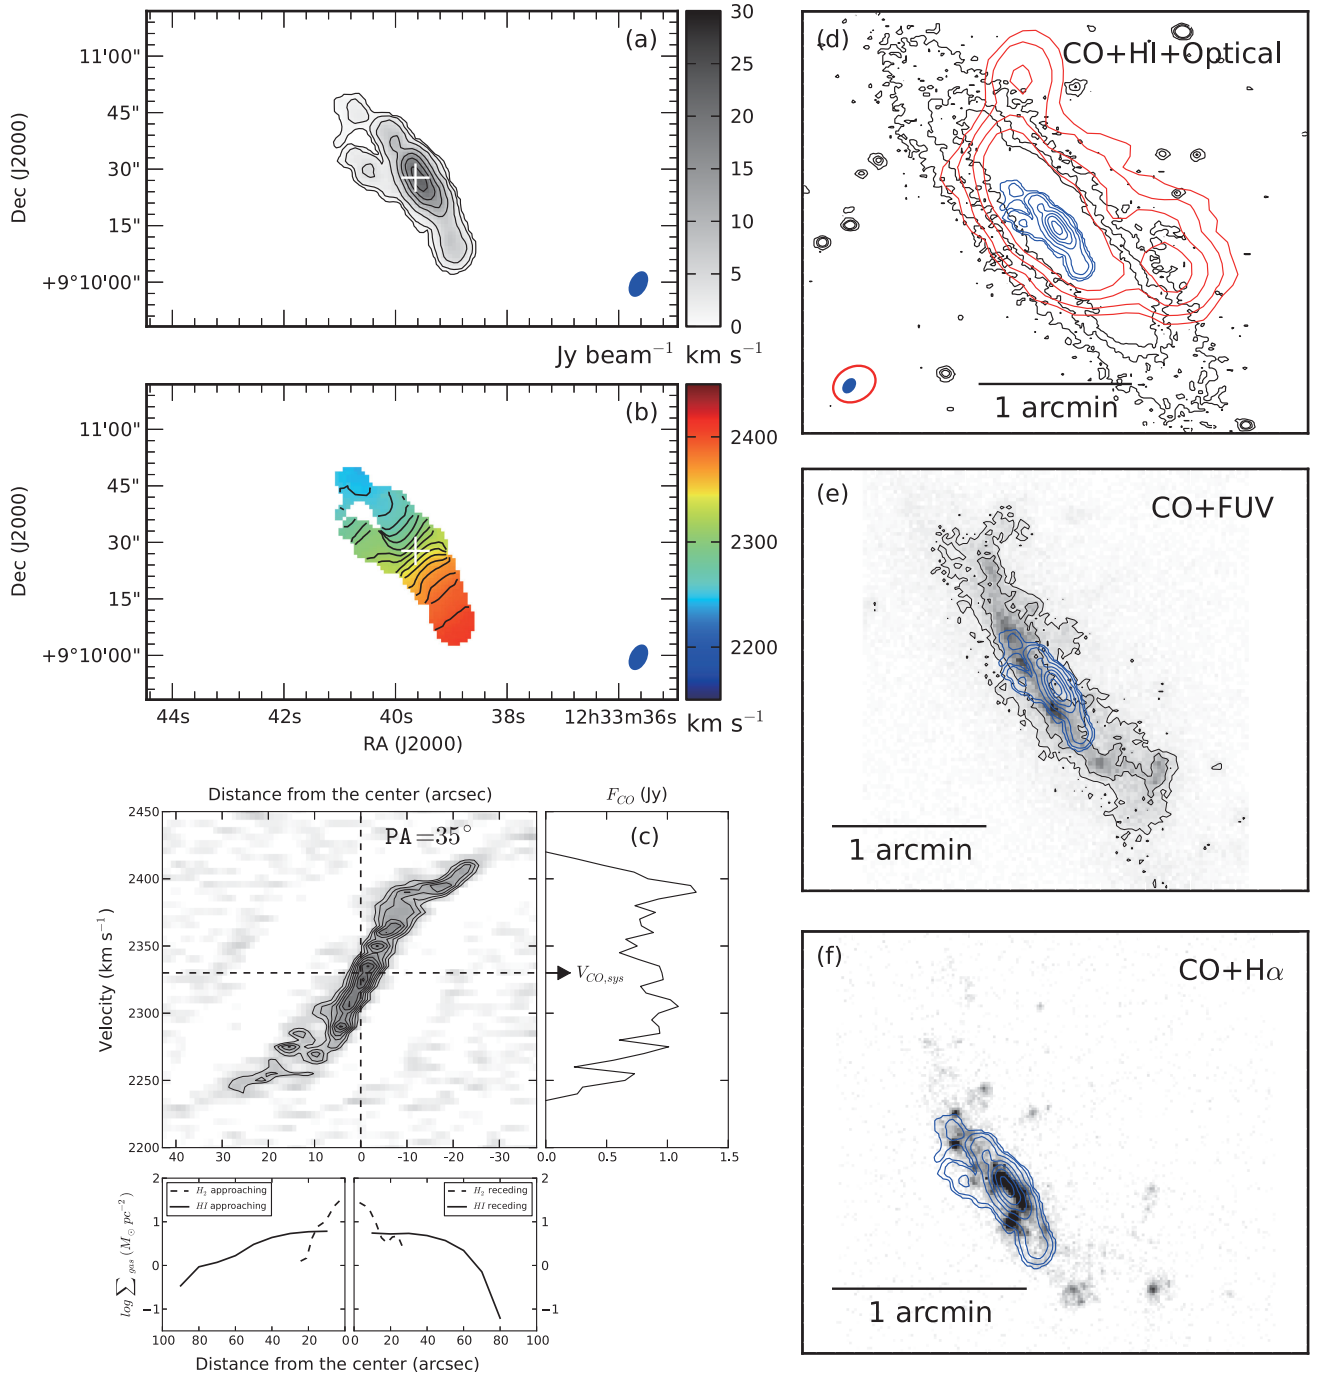 (a)
30
25
20
15
10
5
0
11'00"
45"
30"
15"
+9°10'00"
Dec (J2000)
Jy beam⁻¹ km s⁻¹
(b)
2400
2300
2200
km s⁻¹
11'00"
45"
30"
15"
+9°10'00"
Dec (J2000)
44s 42s 40s 38s 12h33m36s
RA (J2000)
Distance from the center (arcsec)
F_CO (Jy)
PA=35°
(c)
2450
2400
2350
2300
2250
2200
Velocity (km s⁻¹)
V_CO,sys
40 30 20 10 0 -10 -20 -30
0.0 0.5 1.0 1.5
H₂ approaching
HI approaching
H₂ receding
HI receding
2
1
0
−1
1
0
−1
log ∑ gas (M⊙ pc⁻²)
100 80 60 40 20 0
0 20 40 60 80 100
Distance from the center (arcsec)
(d)
CO+HI+Optical
1 arcmin
(e)
CO+FUV
1 arcmin
(f)
CO+Hα
1 arcmin